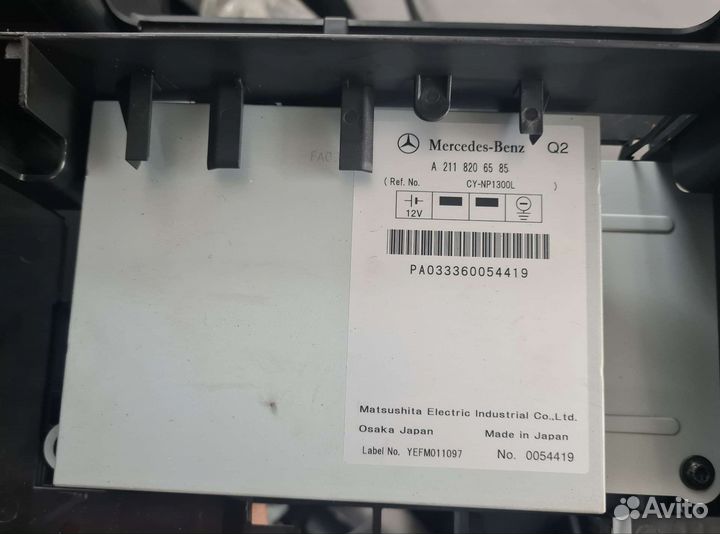 FA0
Mercedes-Benz Q2
A 211 820 65 85
(Ref. No. CY-NP1300L )
12V
PA033360054419
Matsushita Electric Industrial Co.,Ltd.
Osaka Japan Made in Japan
Label No. YEFM011097 No. 0054419
Avito